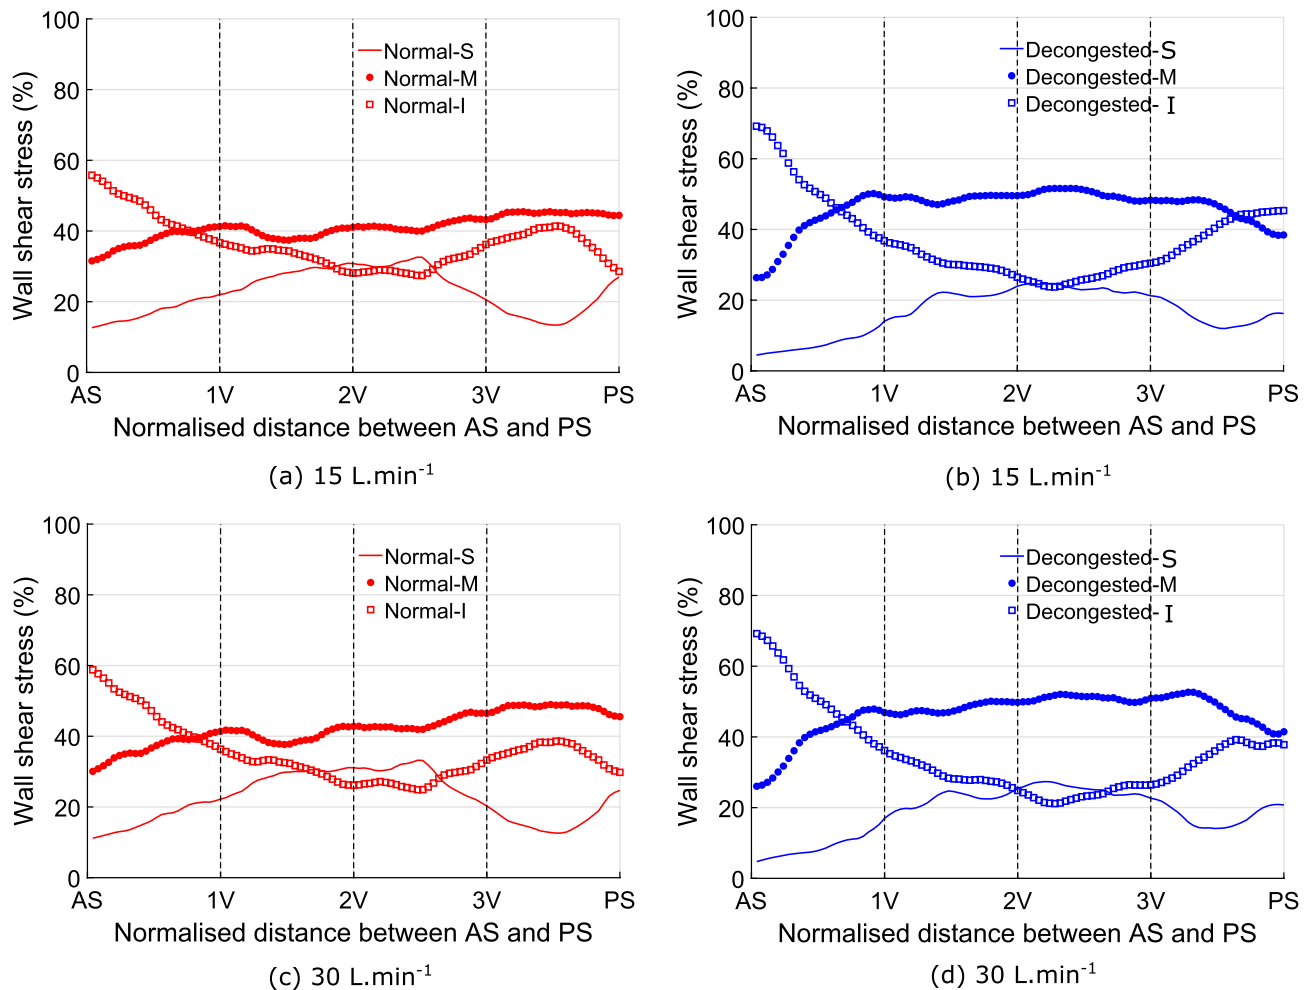 100
80
60
40
20
0
Wall shear stress (%)
Normal-S
Normal-M
Normal-I
AS 1V 2V 3V PS
Normalised distance between AS and PS
(a) 15 L.min-1
100
80
60
40
20
0
Wall shear stress (%)
Decongested-S
Decongested-M
Decongested-I
AS 1V 2V 3V PS
Normalised distance between AS and PS
(b) 15 L.min-1
100
80
60
40
20
0
Wall shear stress (%)
Normal-S
Normal-M
Normal-I
AS 1V 2V 3V PS
Normalised distance between AS and PS
(c) 30 L.min-1
100
80
60
40
20
0
Wall shear stress (%)
Decongested-S
Decongested-M
Decongested-I
AS 1V 2V 3V PS
Normalised distance between AS and PS
(d) 30 L.min-1